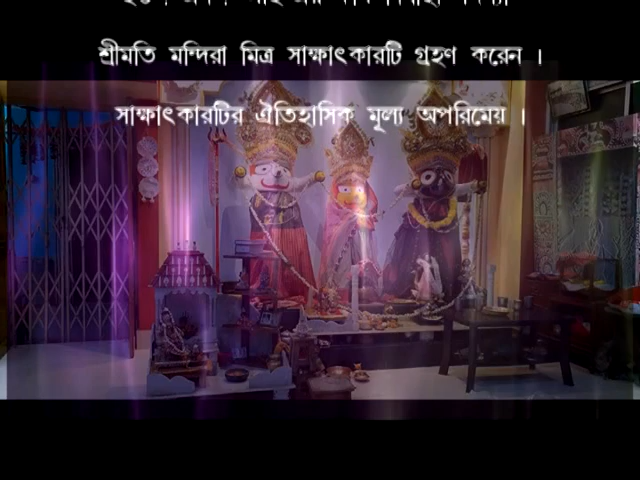 শ্রীমতি মন্দিরা মিত্র সাক্ষাৎকারটি গ্রহণ করেন ।
সাক্ষাৎকারটির ঐতিহাসিক মূল্য অপরিমেয় ।